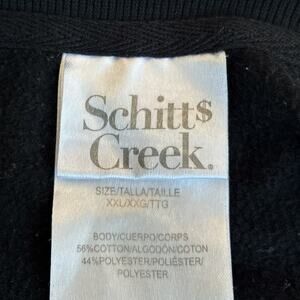 Schitt$
Creek.
SIZE/TALLA/TAILLE
XXL/XXG/TTG
BODY/CUERPO/CORPS
56%COTTON/ALGODÓN/COTON
44%POLYESTER/POLIÉSTER/
POLYESTER